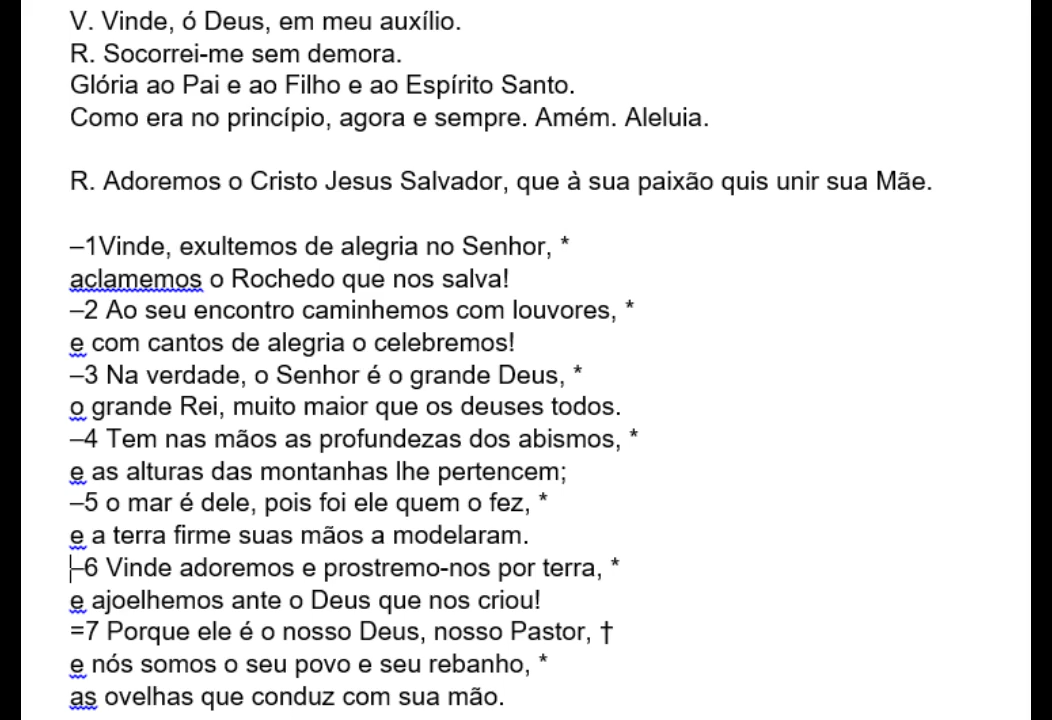 V. Vinde, ó Deus, em meu auxílio.
R. Socorrei-me sem demora.
Glória ao Pai e ao Filho e ao Espírito Santo.
Como era no princípio, agora e sempre. Amém. Aleluia.
R. Adoremos o Cristo Jesus Salvador, que à sua paixão quis unir sua Mãe.
–1Vinde, exultemos de alegria no Senhor, *
aclamemos o Rochedo que nos salva!
–2 Ao seu encontro caminhemos com louvores, *
e com cantos de alegria o celebremos!
–3 Na verdade, o Senhor é o grande Deus, *
o grande Rei, muito maior que os deuses todos.
–4 Tem nas mãos as profundezas dos abismos, *
e as alturas das montanhas lhe pertencem;
–5 o mar é dele, pois foi ele quem o fez, *
e a terra firme suas mãos a modelaram.
–6 Vinde adoremos e prostremo-nos por terra, *
e ajoelhemos ante o Deus que nos criou!
=7 Porque ele é o nosso Deus, nosso Pastor, †
e nós somos o seu povo e seu rebanho, *
as ovelhas que conduz com sua mão.